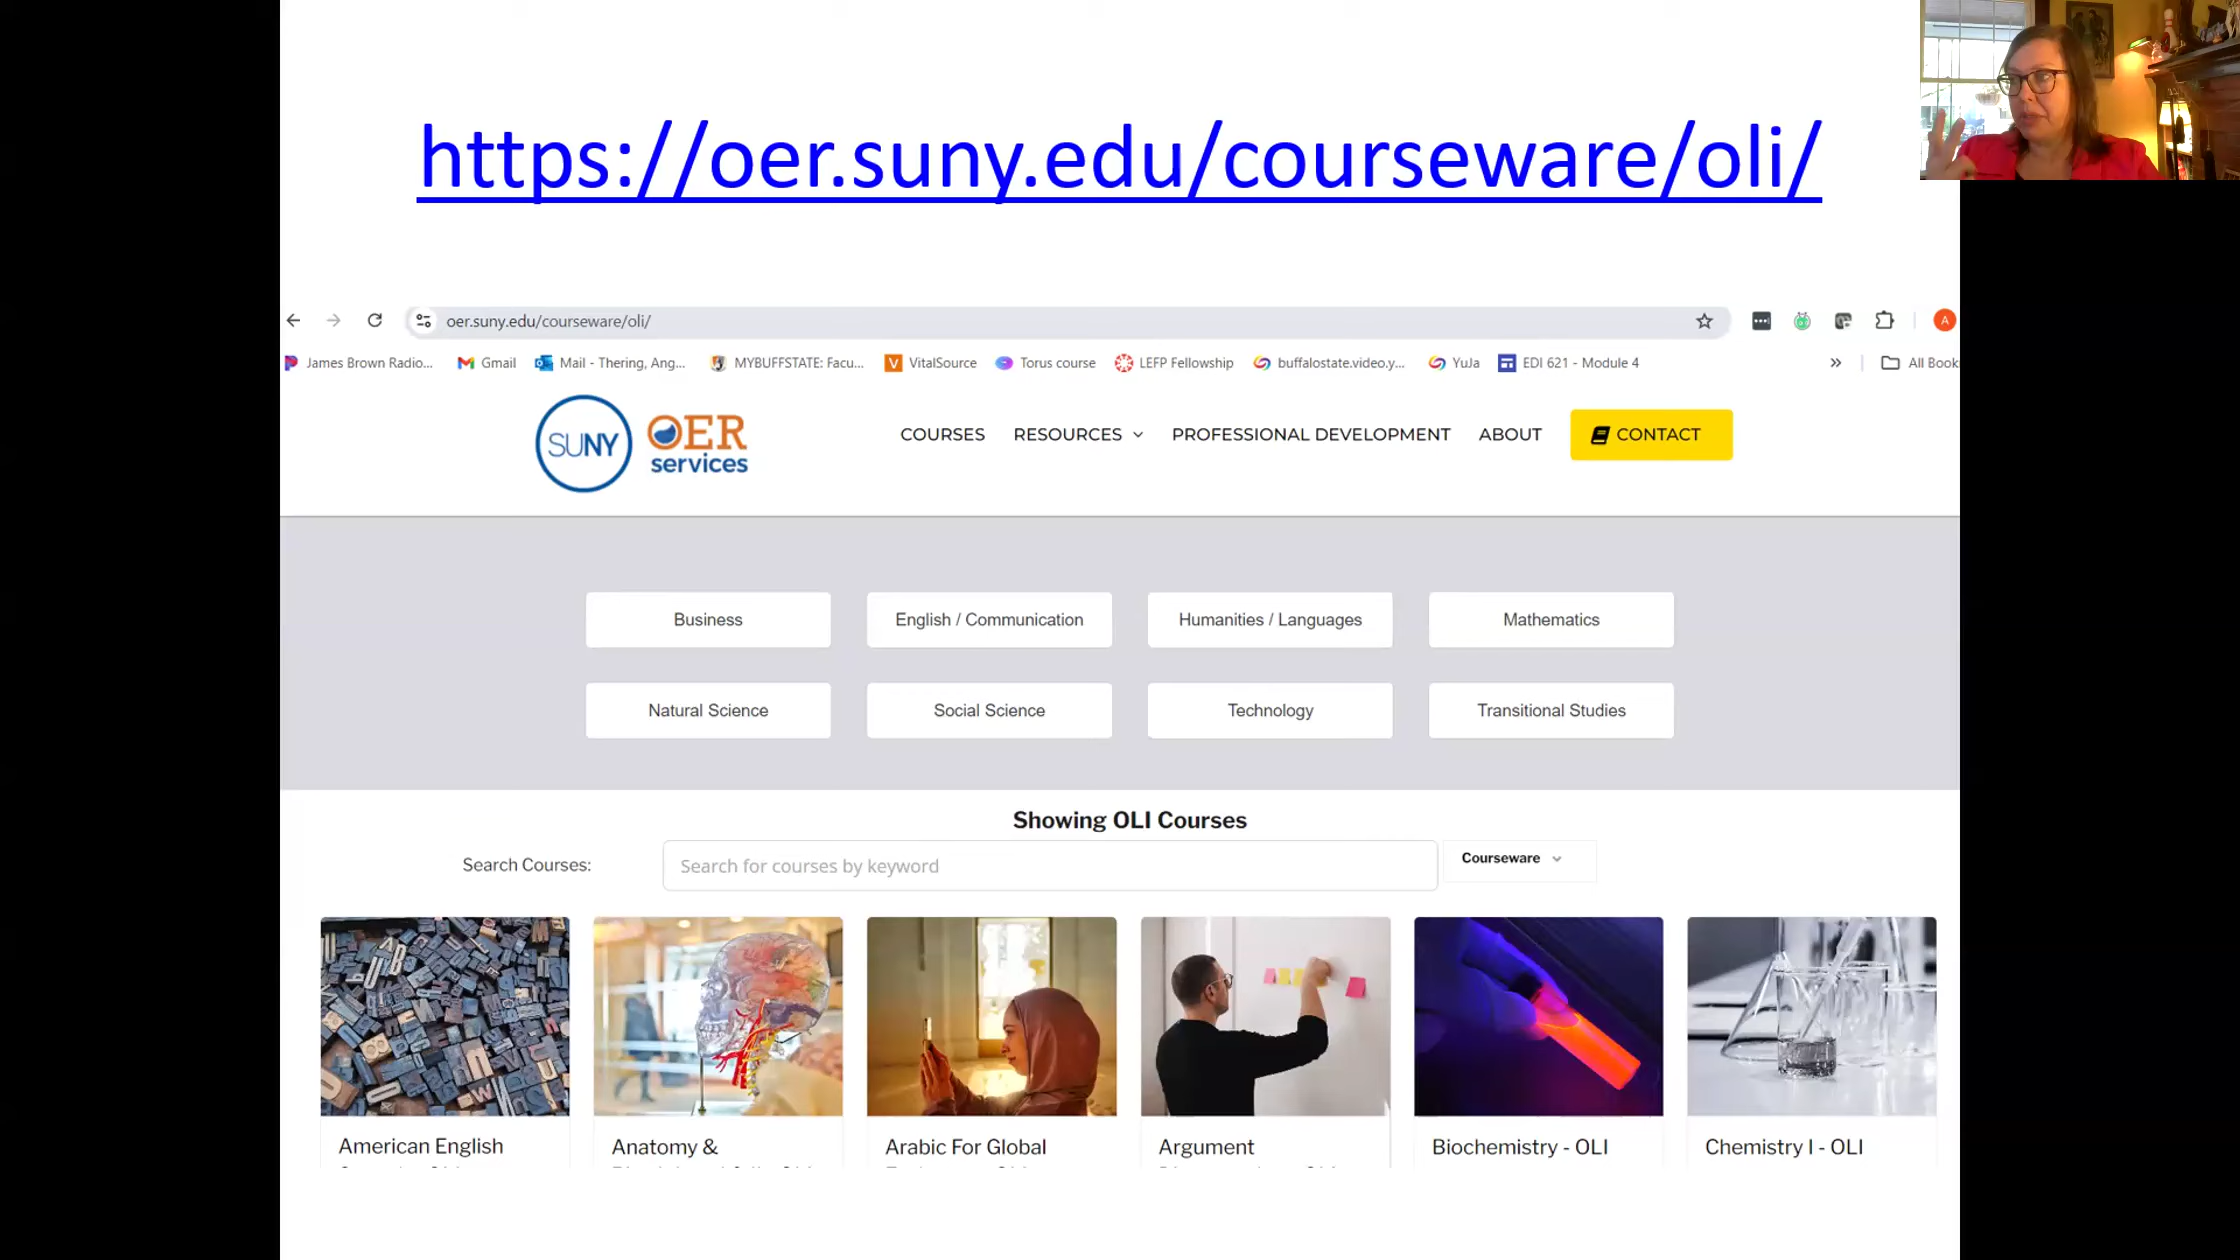 https://oer.suny.edu/courseware/oli/
oer.suny.edu/courseware/oli/
A
James Brown Radio... Gmail Mail - Thering, Ang... MYBUFFSTATE: Facu... VitalSource Torus course LEFP Fellowship buffalostate.video.y... YuJa EDI 621 - Module 4 » All Book
SUNY OER services
COURSES RESOURCES PROFESSIONAL DEVELOPMENT ABOUT CONTACT
Business English / Communication Humanities / Languages Mathematics
Natural Science Social Science Technology Transitional Studies
Showing OLI Courses
Search Courses: Search for courses by keyword Courseware
American English Anatomy & Arabic For Global Argument Biochemistry - OLI Chemistry I - OLI